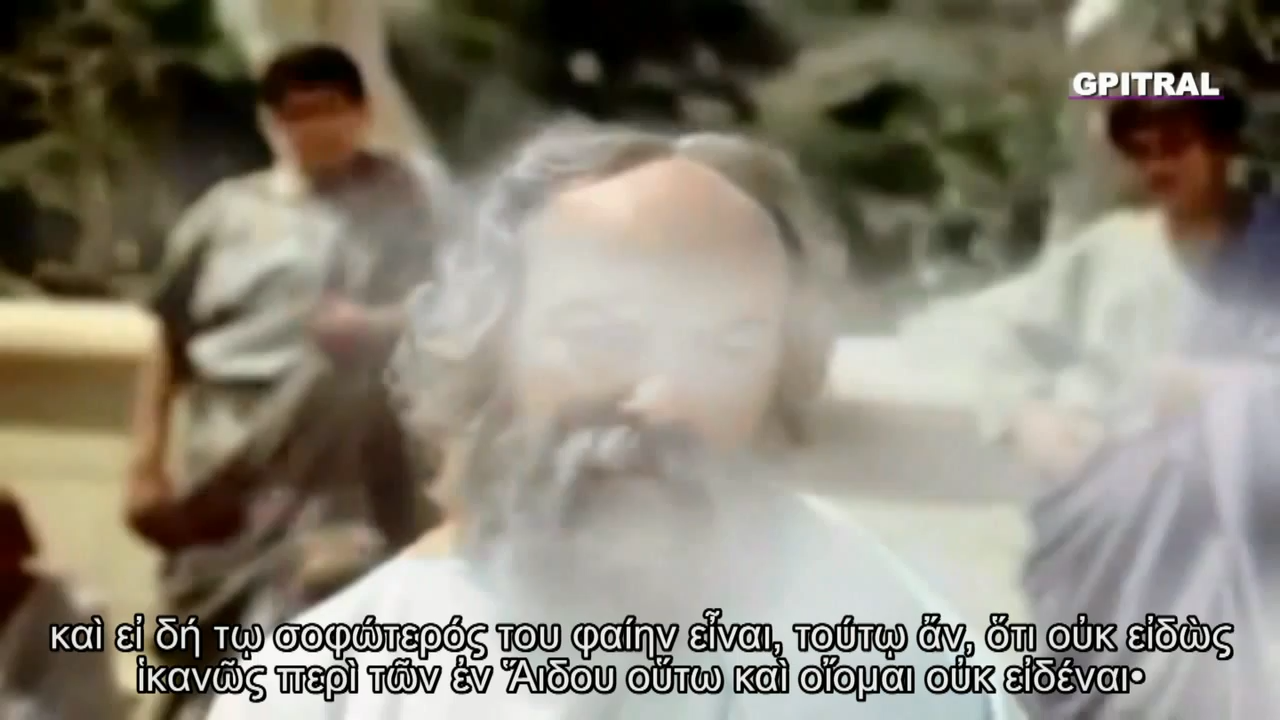 GPITRAL
καὶ εἰ δή τῳ σοφώτερός του φαίην εἶναι, τούτῳ ἄν, ὅτι οὐκ εἰδὼς
ἱκανῶς περὶ τῶν ἐν Ἅιδου οὕτω καὶ οἴομαι οὐκ εἰδέναι·